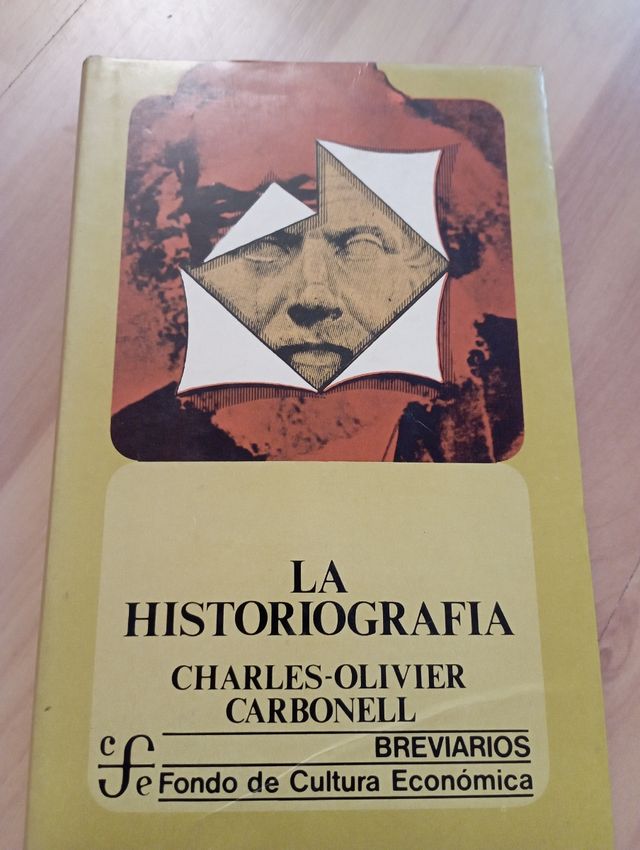 LA
HISTORIOGRAFIA
CHARLES-OLIVIER
CARBONELL
cfe
BREVIARIOS
Fondo de Cultura Económica